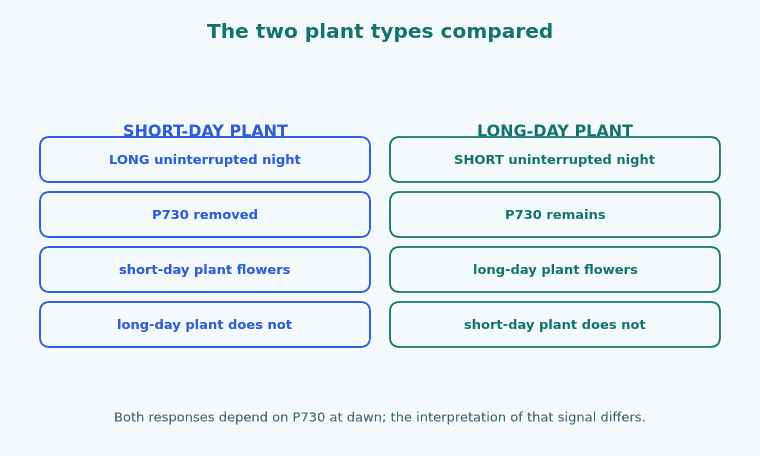 The two plant types compared
SHORT-DAY PLANT
LONG uninterrupted night
P730 removed
short-day plant flowers
long-day plant does not
LONG-DAY PLANT
SHORT uninterrupted night
P730 remains
long-day plant flowers
short-day plant does not
Both responses depend on P730 at dawn; the interpretation of that signal differs.